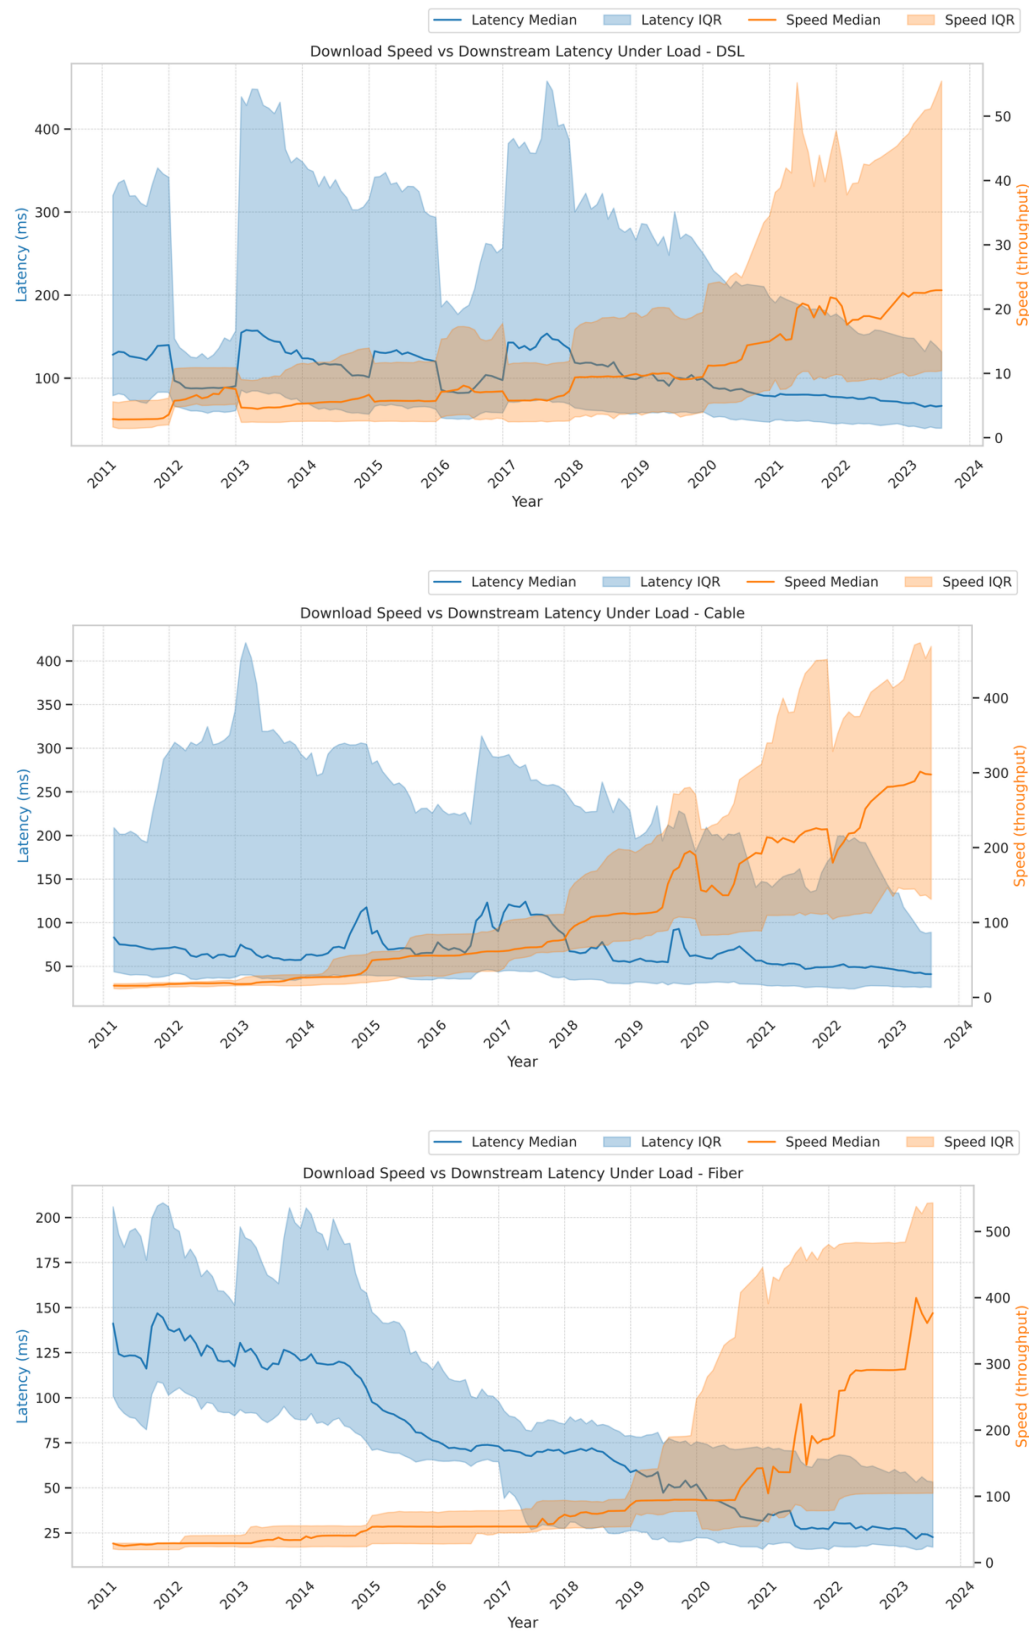 Latency Median Latency IQR Speed Median Speed IQR
Download Speed vs Downstream Latency Under Load - DSL
Latency (ms)
400
300
200
100
Speed (throughput)
50
40
30
20
10
0
2011 2012 2013 2014 2015 2016 2017 2018 2019 2020 2021 2022 2023 2024
Year
Latency Median Latency IQR Speed Median Speed IQR
Download Speed vs Downstream Latency Under Load - Cable
Latency (ms)
400
350
300
250
200
150
100
50
Speed (throughput)
400
300
200
100
0
2011 2012 2013 2014 2015 2016 2017 2018 2019 2020 2021 2022 2023 2024
Year
Latency Median Latency IQR Speed Median Speed IQR
Download Speed vs Downstream Latency Under Load - Fiber
Latency (ms)
200
175
150
125
100
75
50
25
Speed (throughput)
500
400
300
200
100
0
2011 2012 2013 2014 2015 2016 2017 2018 2019 2020 2021 2022 2023 2024
Year